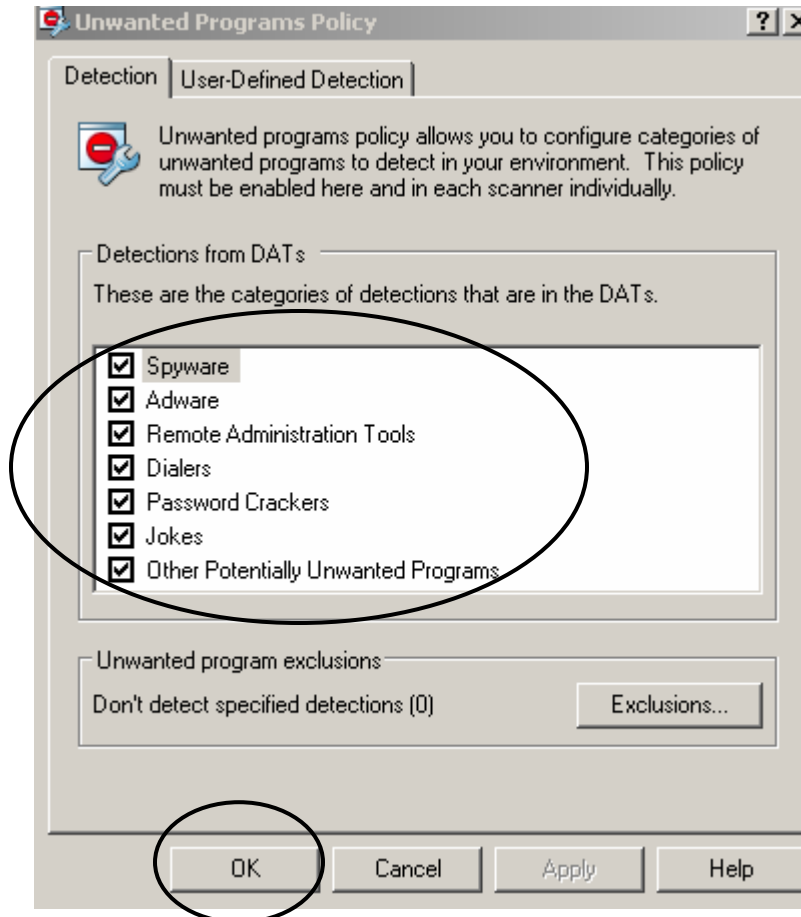 Unwanted Programs Policy
Detection
User-Defined Detection
Unwanted programs policy allows you to configure categories of
unwanted programs to detect in your environment. This policy
must be enabled here and in each scanner individually.
Detections from DATs
These are the categories of detections that are in the DATs.
Spyware
Adware
Remote Administration Tools
Dialers
Password Crackers
Jokes
Other Potentially Unwanted Programs
Unwanted program exclusions
Don't detect specified detections (0)
Exclusions...
OK
Cancel
Apply
Help